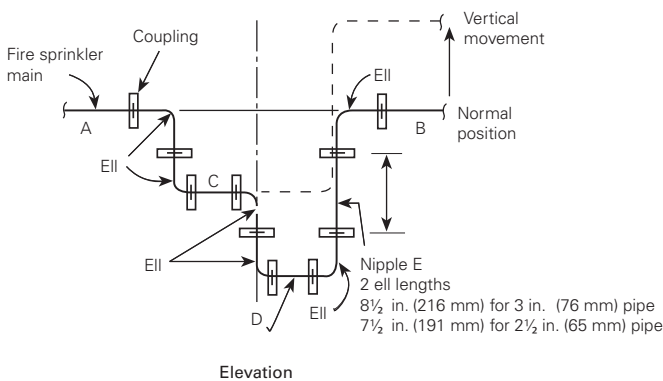 Vertical
movement
Coupling
Fire sprinkler
main
Ell
A
B
Normal
position
Ell
C
Ell
Nipple E
2 ell lengths
8½ in. (216 mm) for 3 in. (76 mm) pipe
7½ in. (191 mm) for 2½ in. (65 mm) pipe
D
Ell
Elevation